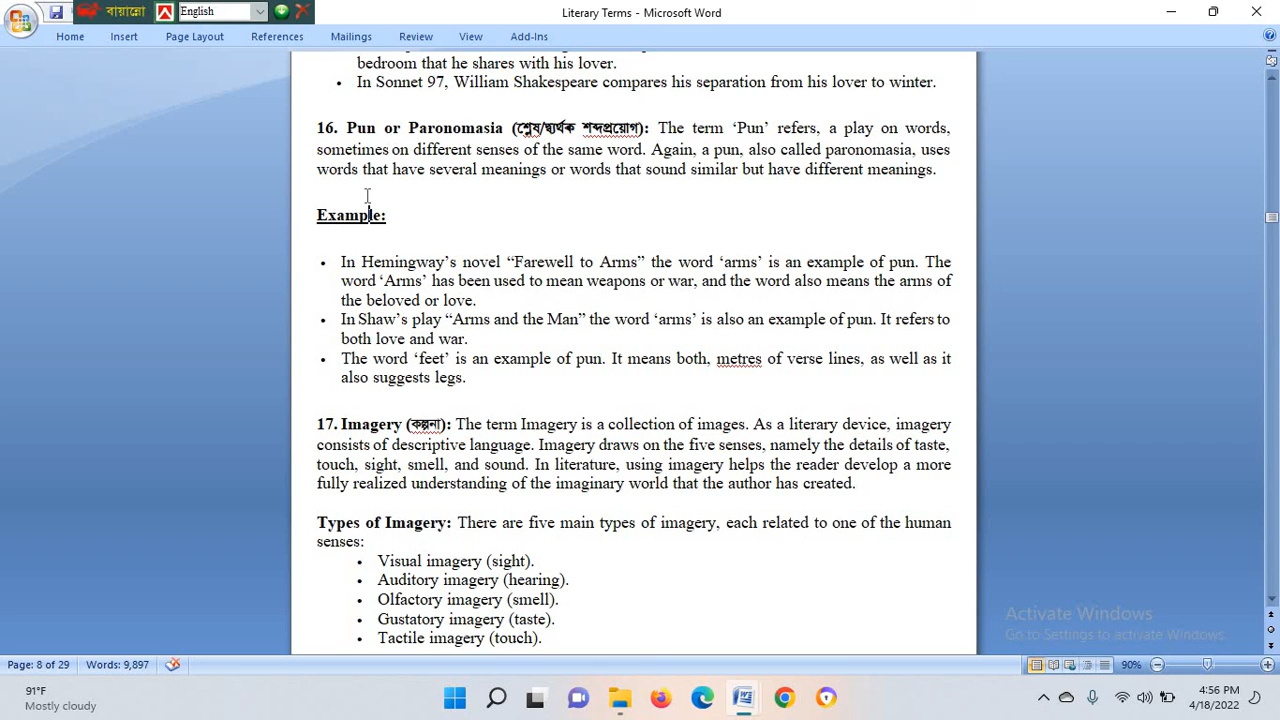 বায়ান্নো
English
Literary Terms - Microsoft Word
Home Insert Page Layout References Mailings Review View Add-Ins
bedroom that he shares with his lover.
• In Sonnet 97, William Shakespeare compares his separation from his lover to winter.
16. Pun or Paronomasia (শ্লেষ/দ্ব্যর্থক শব্দপ্রয়োগ): The term ‘Pun’ refers, a play on words,
sometimes on different senses of the same word. Again, a pun, also called paronomasia, uses
words that have several meanings or words that sound similar but have different meanings.
Example:
• In Hemingway’s novel “Farewell to Arms” the word ‘arms’ is an example of pun. The
word ‘Arms’ has been used to mean weapons or war, and the word also means the arms of
the beloved or love.
• In Shaw’s play “Arms and the Man” the word ‘arms’ is also an example of pun. It refers to
both love and war.
• The word ‘feet’ is an example of pun. It means both, metres of verse lines, as well as it
also suggests legs.
17. Imagery (কল্পনা): The term Imagery is a collection of images. As a literary device, imagery
consists of descriptive language. Imagery draws on the five senses, namely the details of taste,
touch, sight, smell, and sound. In literature, using imagery helps the reader develop a more
fully realized understanding of the imaginary world that the author has created.
Types of Imagery: There are five main types of imagery, each related to one of the human
senses:
• Visual imagery (sight).
• Auditory imagery (hearing).
• Olfactory imagery (smell).
• Gustatory imagery (taste).
• Tactile imagery (touch).
Activate Windows
Go to Settings to activate Windows.
Page: 8 of 29 Words: 9,897 90%
91°F
Mostly cloudy
4:56 PM
4/18/2022